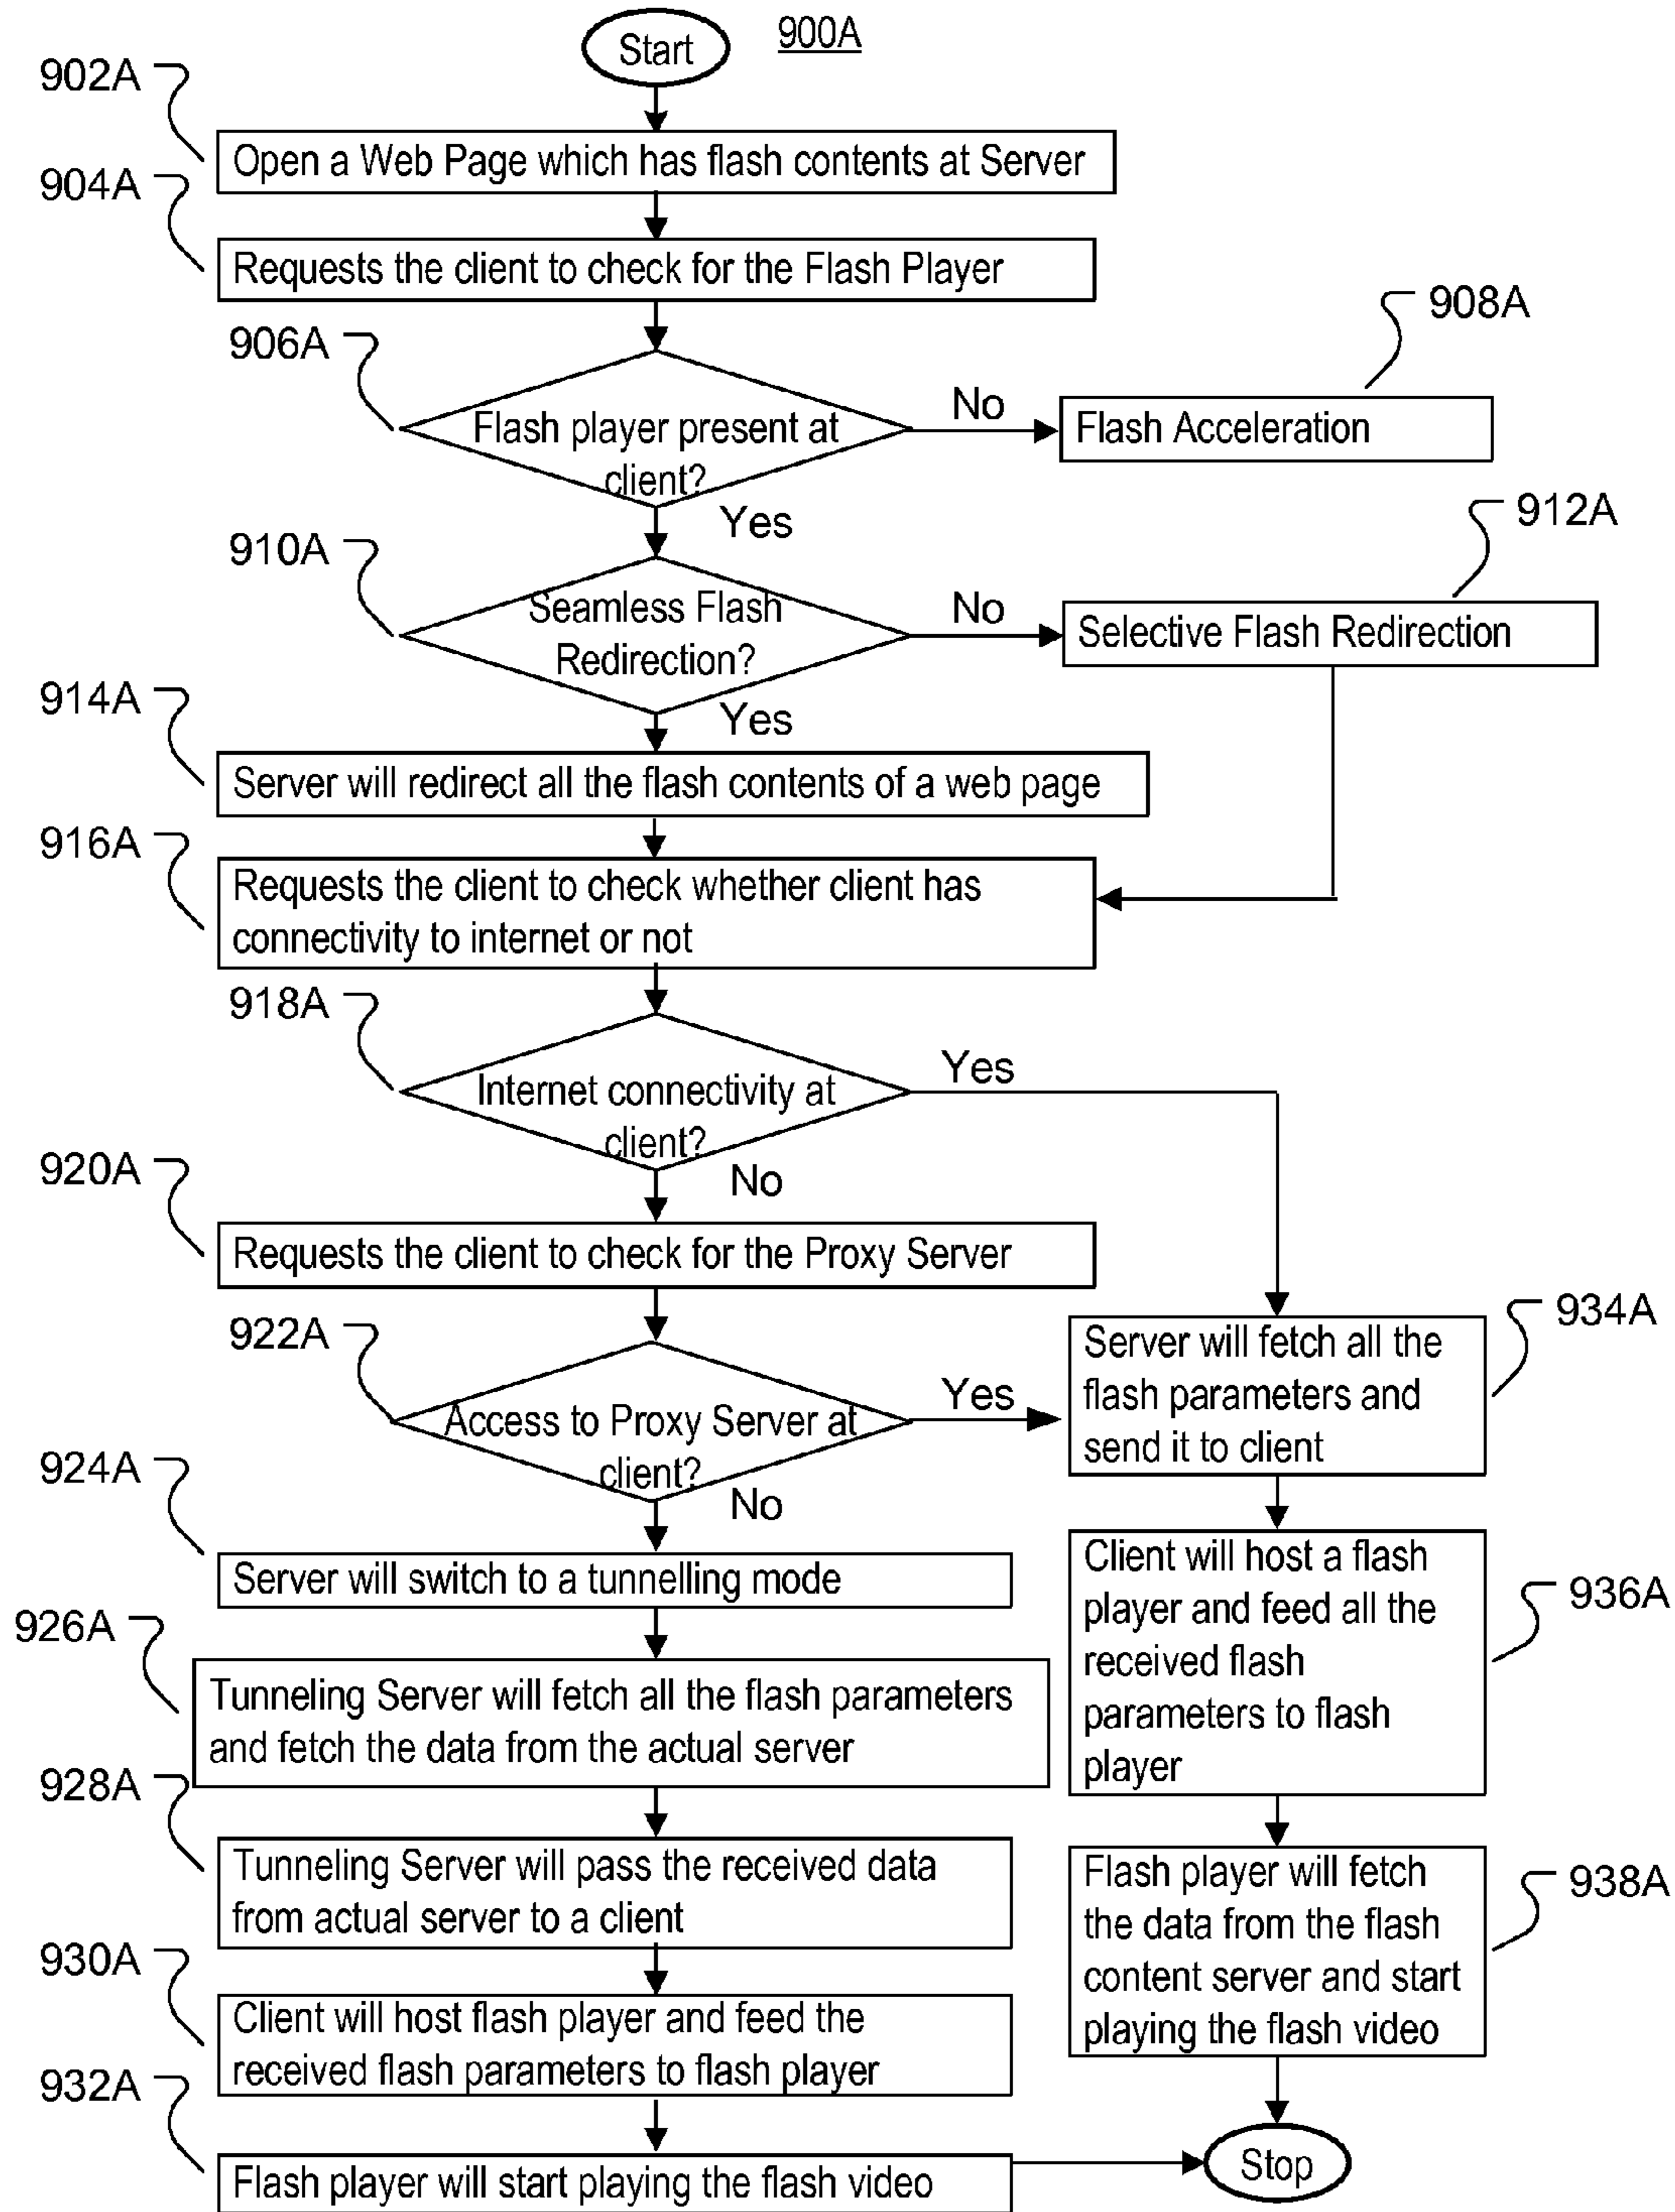 Start
900A
902A
Open a Web Page which has flash contents at Server
904A
Requests the client to check for the Flash Player
906A
Flash player present at
client?
No
908A
Flash Acceleration
Yes
910A
Seamless Flash
Redirection?
No
912A
Selective Flash Redirection
Yes
914A
Server will redirect all the flash contents of a web page
916A
Requests the client to check whether client has
connectivity to internet or not
918A
Internet connectivity at
client?
Yes
No
920A
Requests the client to check for the Proxy Server
922A
Access to Proxy Server at
client?
Yes
No
924A
Server will switch to a tunnelling mode
926A
Tunneling Server will fetch all the flash parameters
and fetch the data from the actual server
928A
Tunneling Server will pass the received data
from actual server to a client
930A
Client will host flash player and feed the
received flash parameters to flash player
932A
Flash player will start playing the flash video
934A
Server will fetch all the
flash parameters and
send it to client
936A
Client will host a flash
player and feed all the
received flash
parameters to flash
player
938A
Flash player will fetch
the data from the flash
content server and start
playing the flash video
Stop